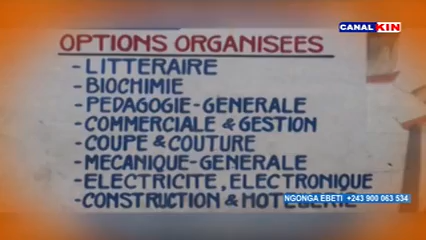 CANAL KIN
OPTIONS ORGANISEES
- LITTERAIRE
- BIOCHIMIE
- PEDAGOGIE-GENERALE
- COMMERCIALE & GESTION
- COUPE & COUTURE
- MECANIQUE-GENERALE
- ELECTRICITE, ELECTRONIQUE
NGONGA EBETI +243 900 063 534
- CONSTRUCTION &